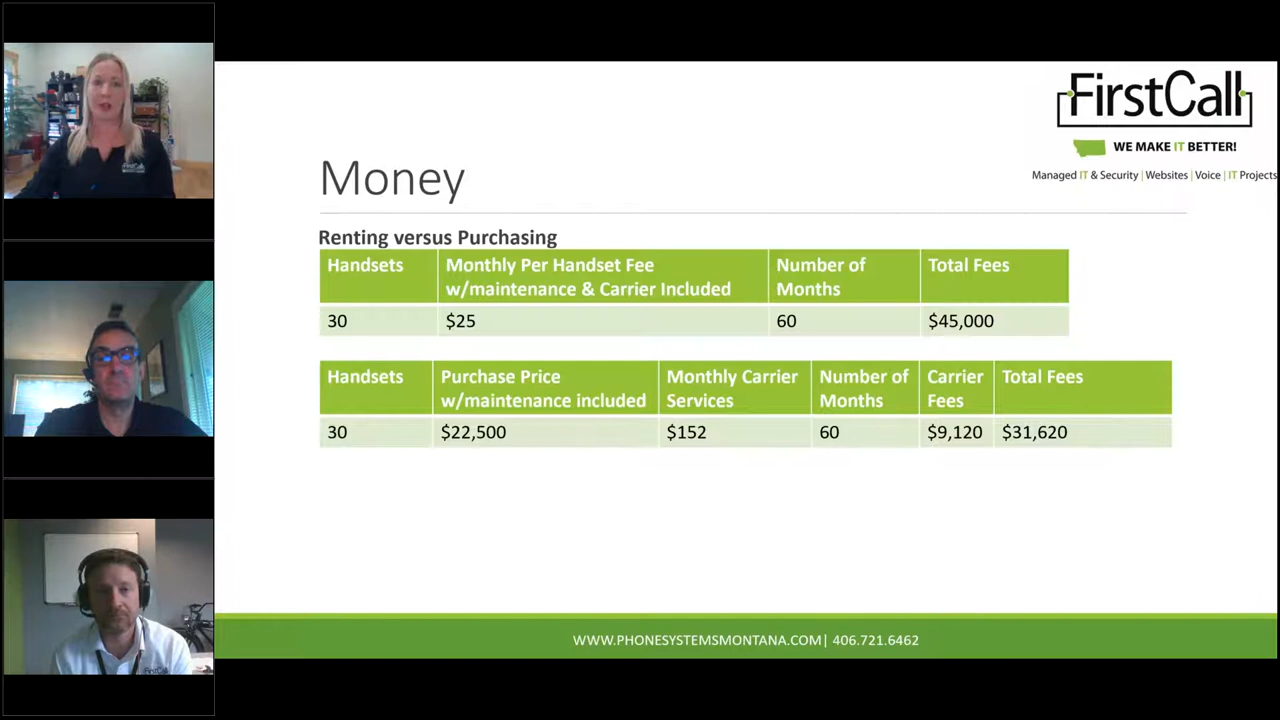 FirstCall
WE MAKE IT BETTER!
Managed IT & Security | Websites | Voice | IT Projects
Money
Renting versus Purchasing
Handsets Monthly Per Handset Fee w/maintenance & Carrier Included Number of Months Total Fees
30 $25 60 $45,000
Handsets Purchase Price w/maintenance included Monthly Carrier Services Number of Months Carrier Fees Total Fees
30 $22,500 $152 60 $9,120 $31,620
WWW.PHONESYSTEMSMONTANA.COM| 406.721.6462
FirstCall
FirstCall